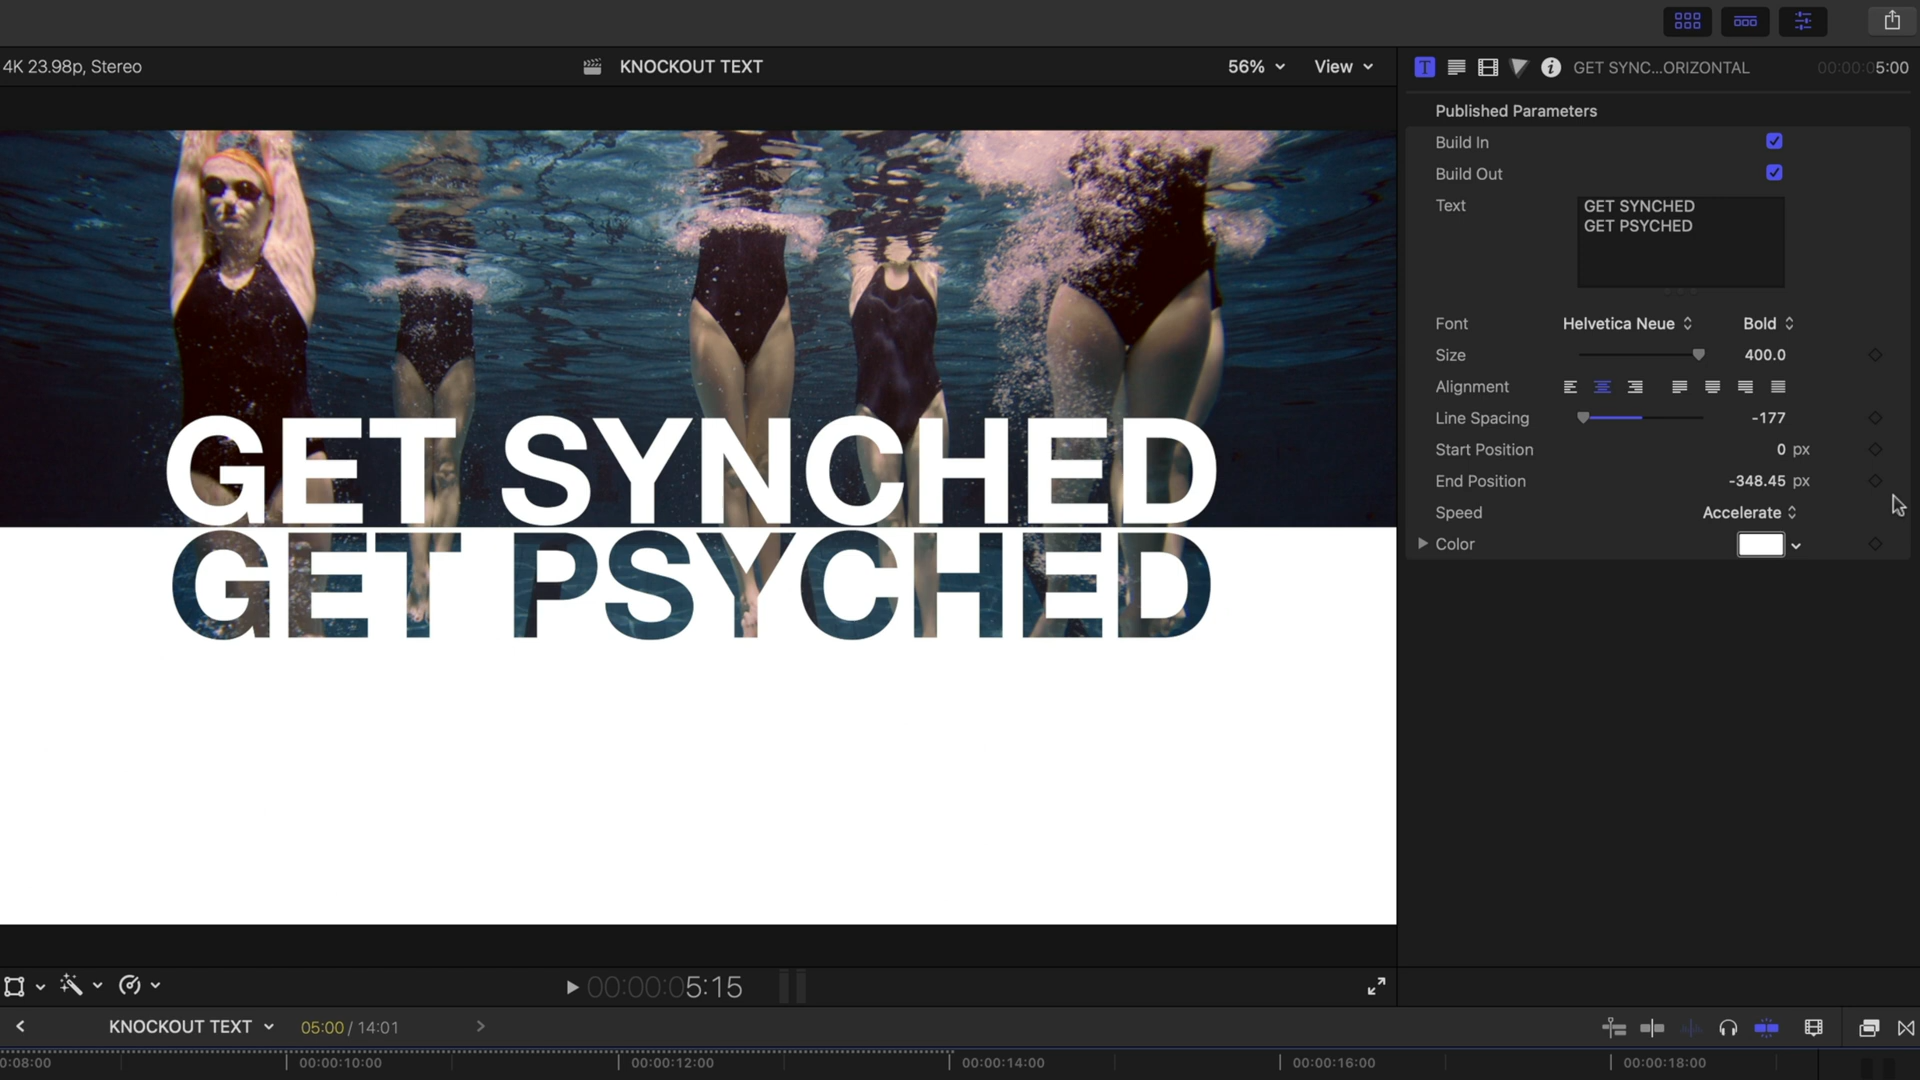 4K 23.98p, Stereo
KNOCKOUT TEXT
56%
View
T
i
GET SYNC...ORIZONTAL
00:00:05:00
Published Parameters
Build In
Build Out
Text
GET SYNCHED
GET PSYCHED
Font
Helvetica Neue
Bold
Size
400.0
Alignment
Line Spacing
-177
Start Position
0 px
End Position
-348.45 px
Speed
Accelerate
Color
GET SYNCHED
GET PSYCHED
00:00:05:15
KNOCKOUT TEXT
05:00 / 14:01
0:08:00
00:00:10:00
00:00:12:00
00:00:14:00
00:00:16:00
00:00:18:00